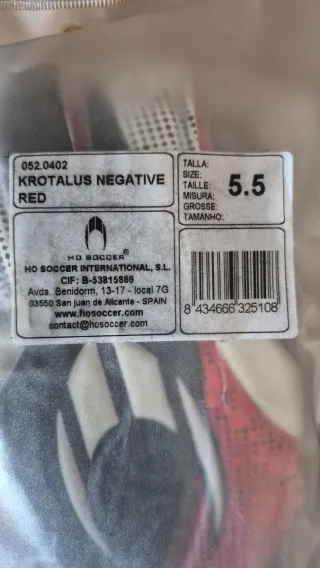 052.0402
KROTALUS NEGATIVE
RED
TALLA:
SIZE:
TAILLE:
MISURA:
GROSSE:
TAMANHO:
5.5
HO SOCCER®
HO SOCCER INTERNATIONAL, S.L.
CIF: B-53815866
Avda. Benidorm, 13-17 - local 7G
03550 San juan de Alicante - SPAIN
www.hosoccer.com
contact@hosoccer.com
8 434666 325108